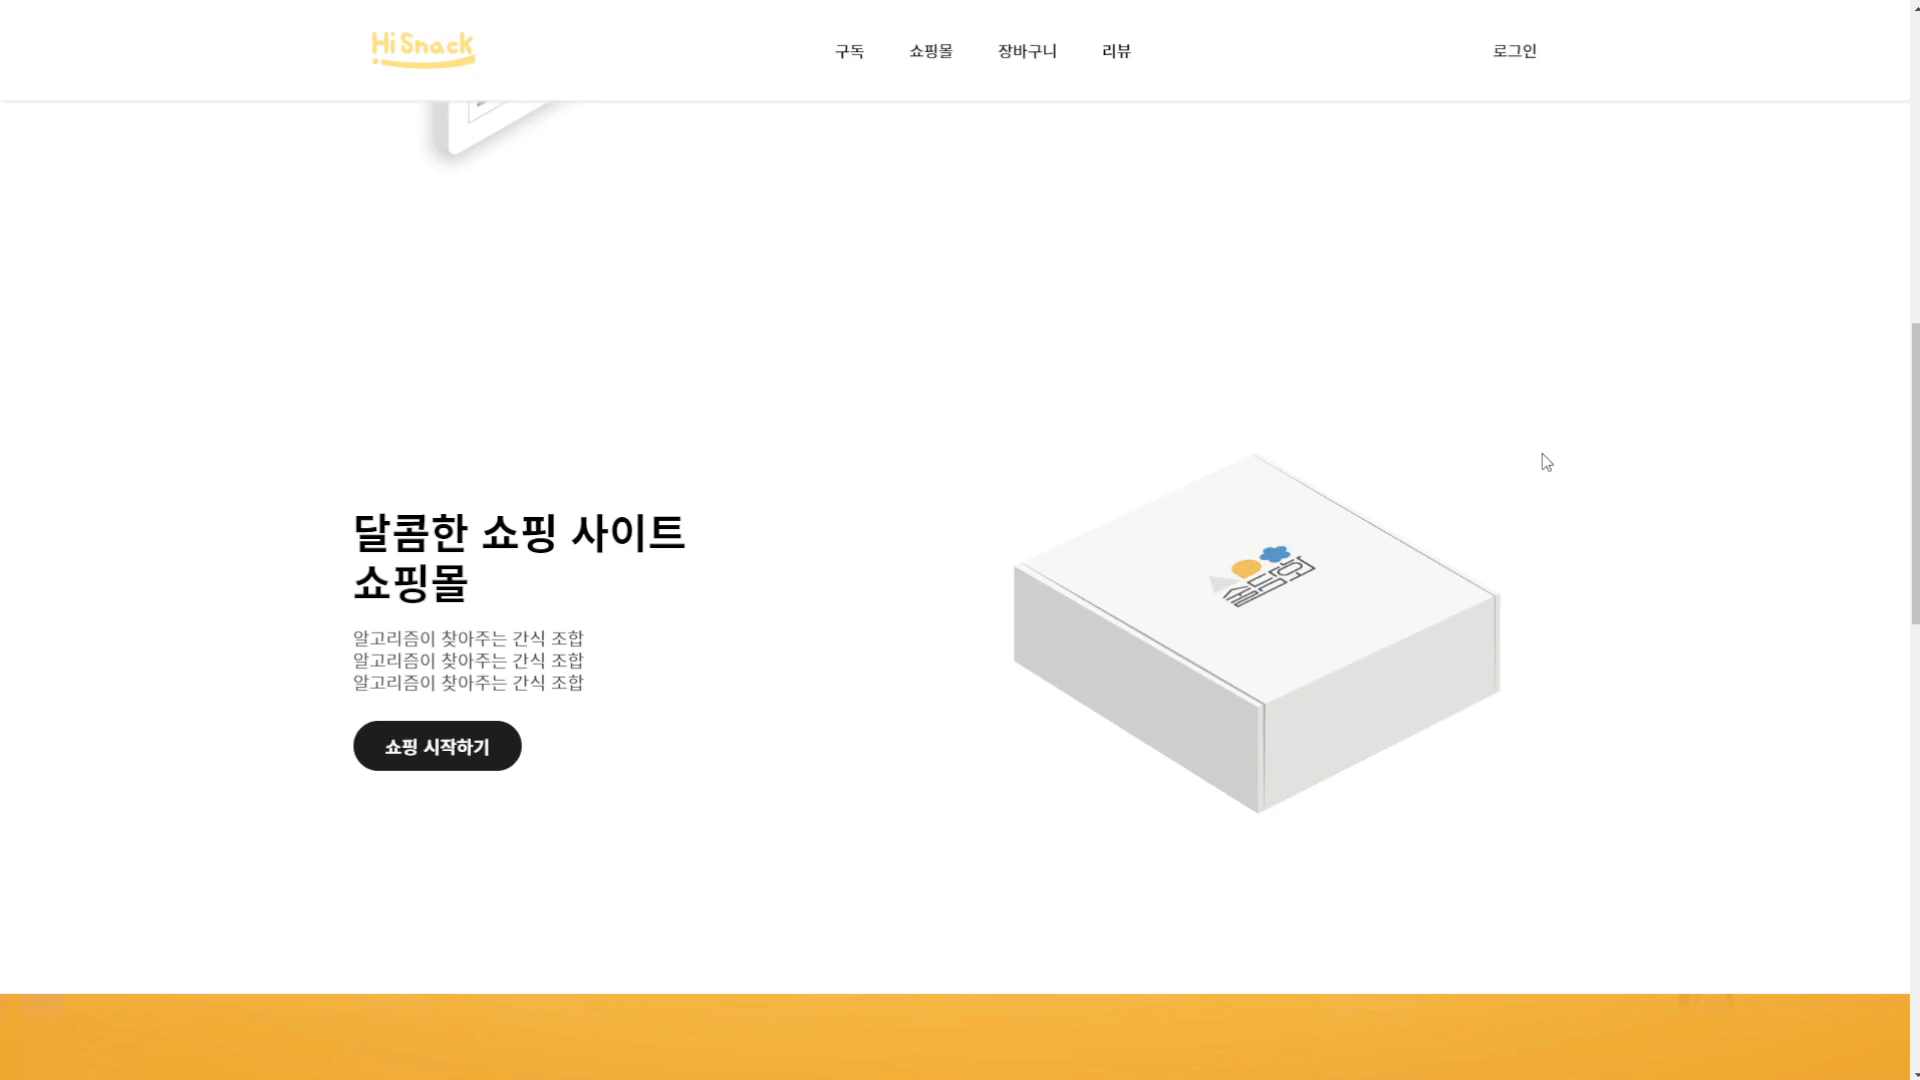 Hi Snack
구독 쇼핑몰 장바구니 리뷰 로그인
달콤한 쇼핑 사이트
쇼핑몰
알고리즘이 찾아주는 간식 조합
알고리즘이 찾아주는 간식 조합
알고리즘이 찾아주는 간식 조합
쇼핑 시작하기